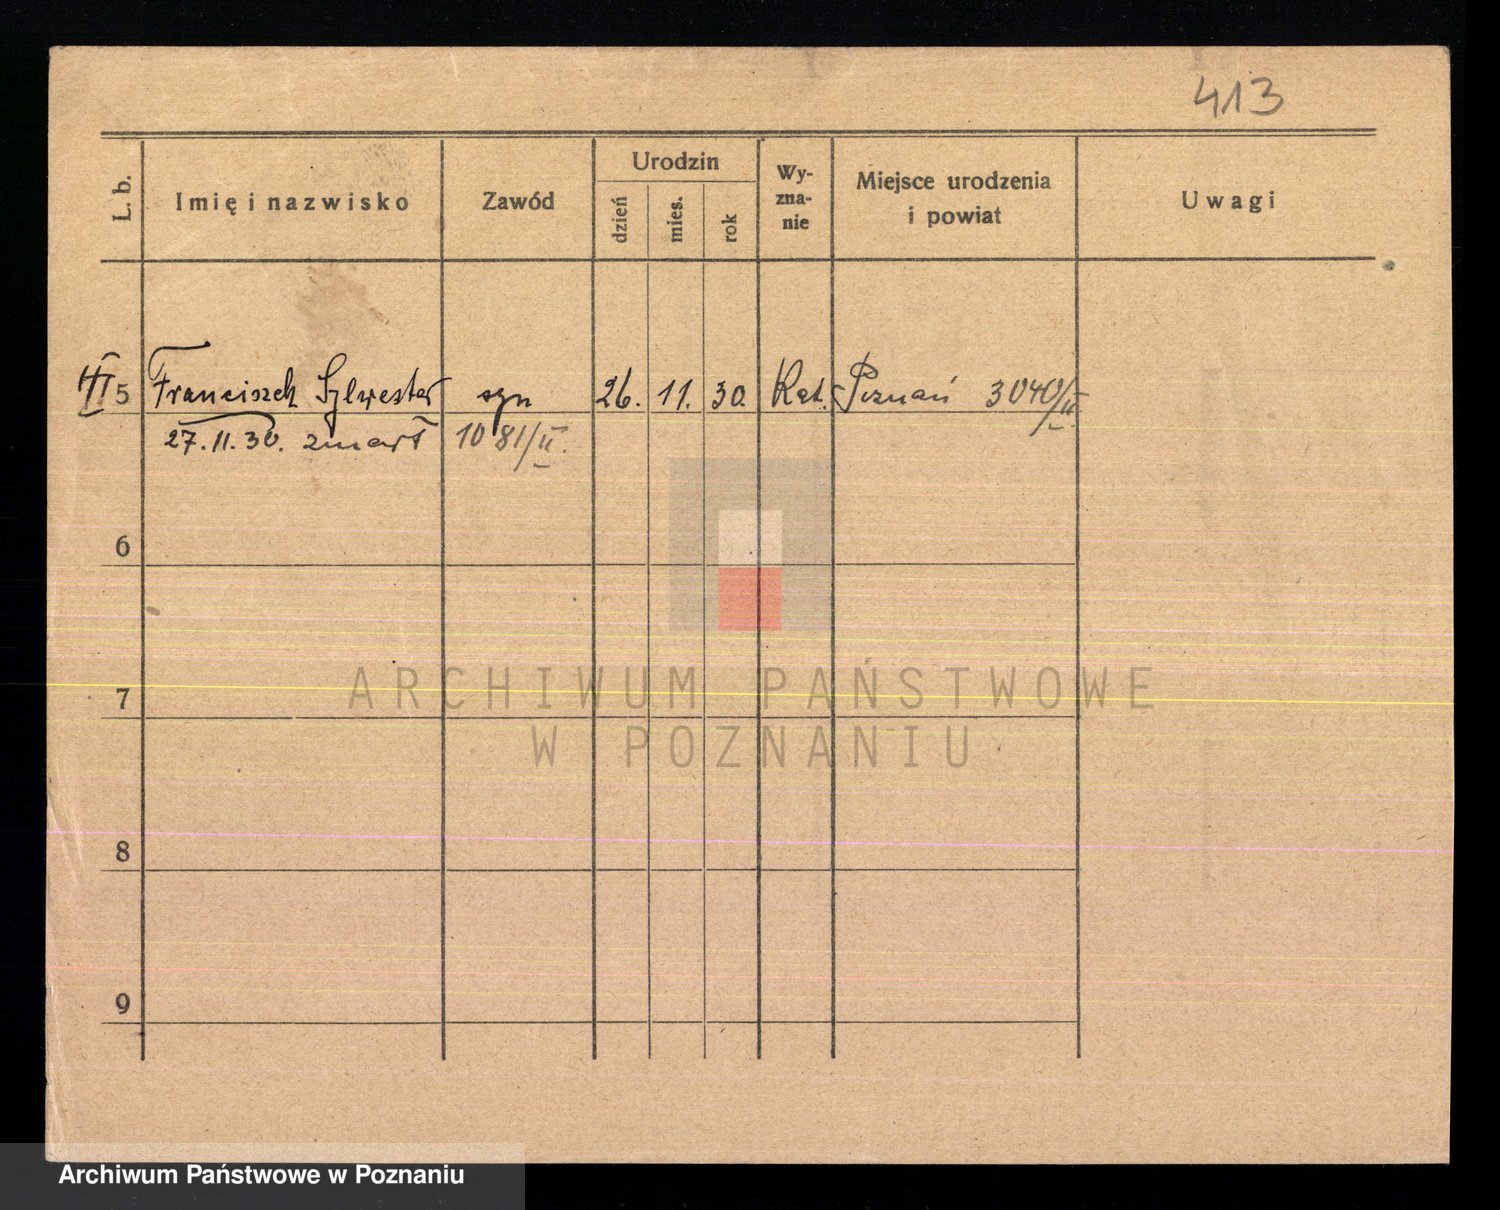 413
L. b.
Imię i nazwisko
Zawód
Urodzin
dzień
mies.
rok
Wy-
zna-
nie
Miejsce urodzenia
i powiat
Uwagi
III 5 Franciszek Sylwester syn 26. 11. 30. Kat. Poznań 3040/II.
27.11.30. zmarł 1081/II.
6
7
8
9
ARCHIWUM PAŃSTWOWE
W POZNANIU
Archiwum Państwowe w Poznaniu